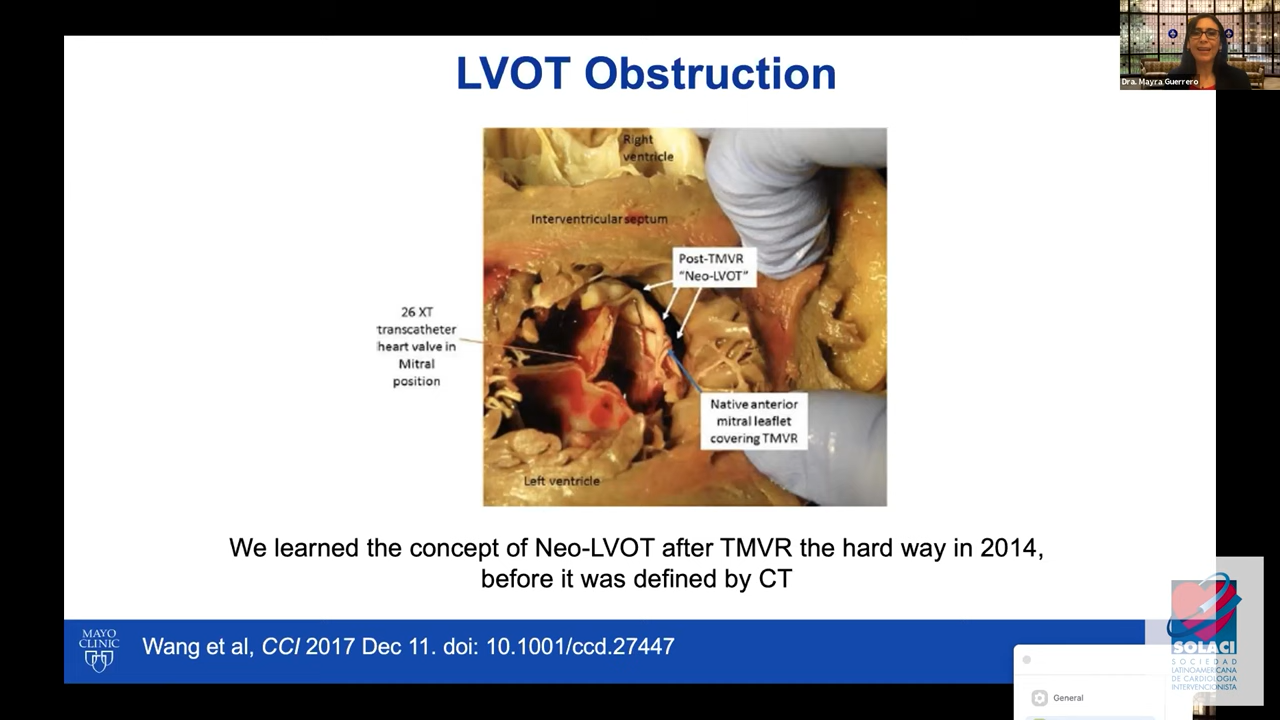 LVOT Obstruction
Dra. Mayra Guerrero
Right
ventricle
Interventricular septum
Post-TMVR
"Neo-LVOT"
26 XT
transcatheter
heart valve in
Mitral
position
Native anterior
mitral leaflet
covering TMVR
Left ventricle
We learned the concept of Neo-LVOT after TMVR the hard way in 2014,
before it was defined by CT
MAYO
CLINIC
Wang et al, CCI 2017 Dec 11. doi: 10.1001/ccd.27447
SOLACI
SOCIEDAD
LATINOAMERICANA
DE CARDIOLOGIA
INTERVENCIONISTA
General